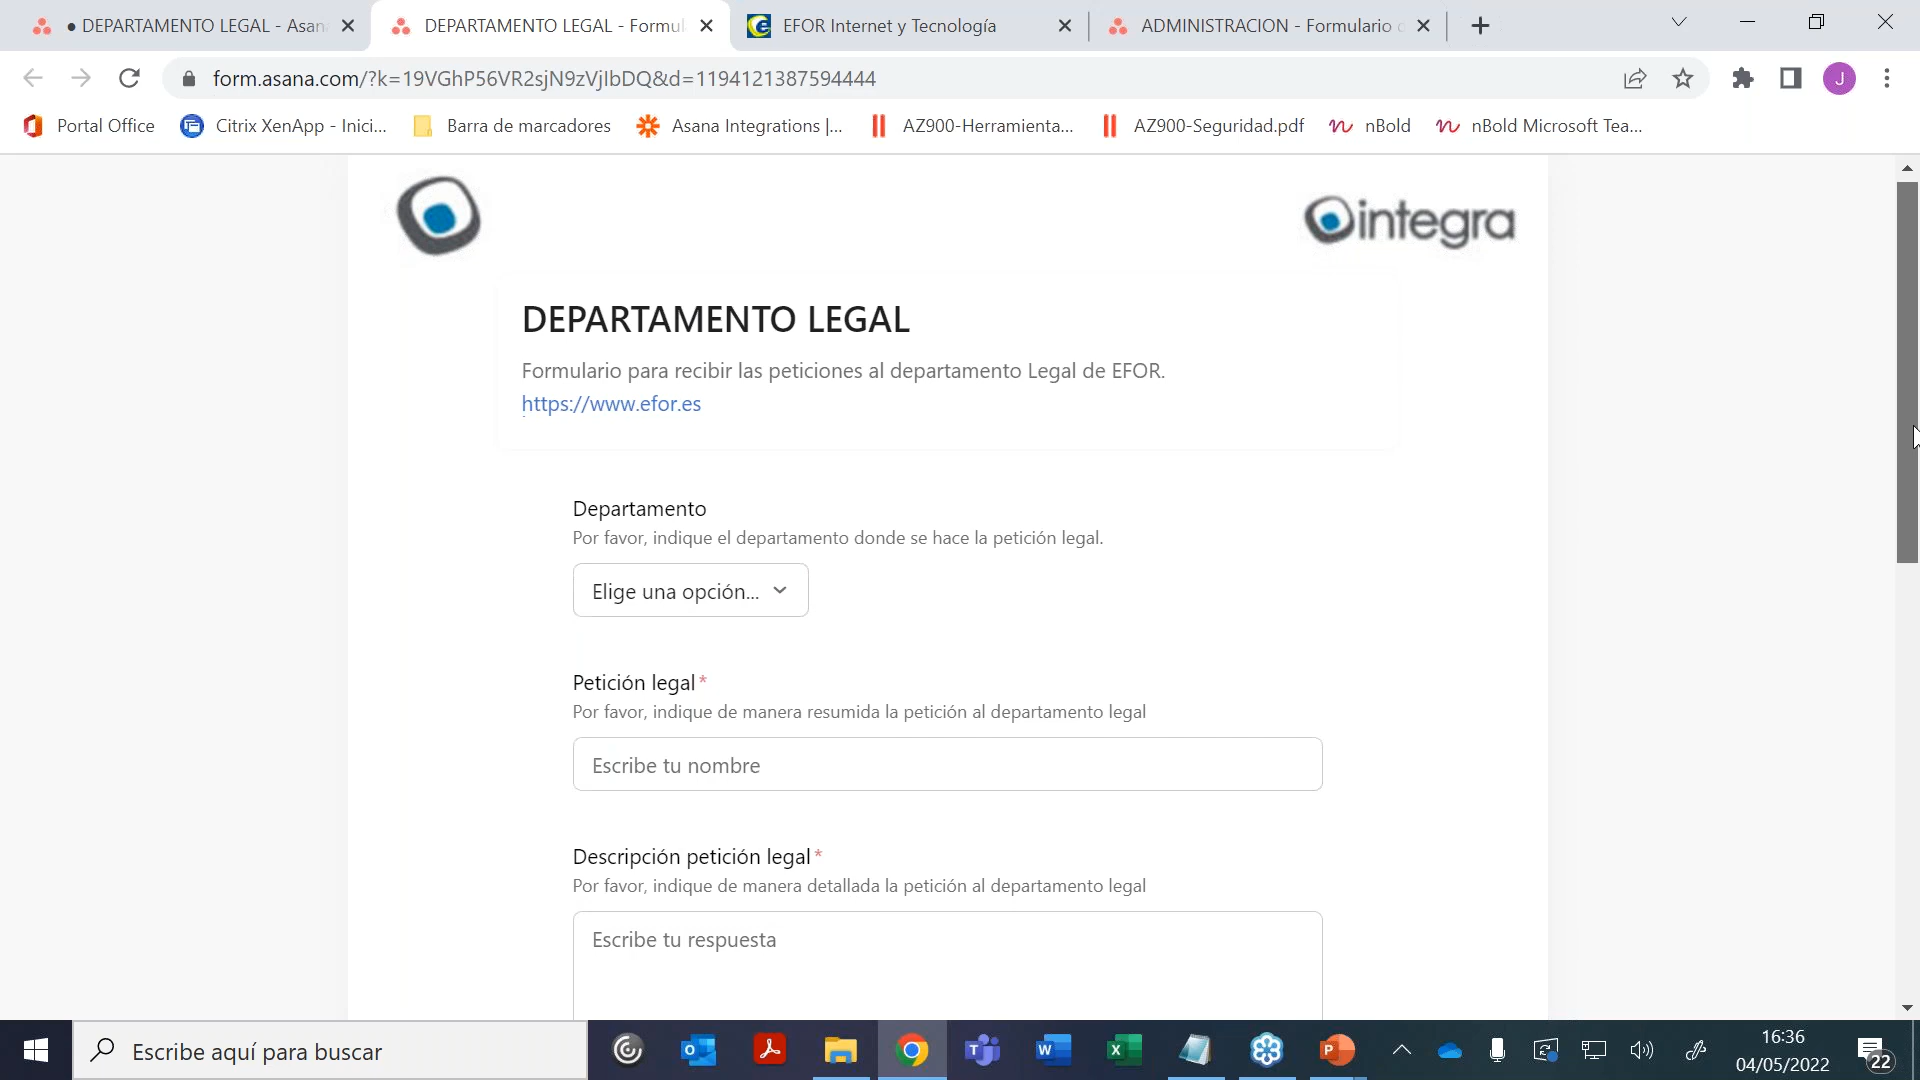 ● DEPARTAMENTO LEGAL - Asan
DEPARTAMENTO LEGAL - Formul
EFOR Internet y Tecnología
ADMINISTRACION - Formulario
form.asana.com/?k=19VGhP56VR2sjN9zVjIbDQ&d=1194121387594444
J
Portal Office
Citrix XenApp - Inici...
Barra de marcadores
Asana Integrations |...
AZ900-Herramienta...
AZ900-Seguridad.pdf
nBold
nBold Microsoft Tea...
integra
DEPARTAMENTO LEGAL
Formulario para recibir las peticiones al departamento Legal de EFOR.
https://www.efor.es
Departamento
Por favor, indique el departamento donde se hace la petición legal.
Elige una opción...
Petición legal*
Por favor, indique de manera resumida la petición al departamento legal
Escribe tu nombre
Descripción petición legal*
Por favor, indique de manera detallada la petición al departamento legal
Escribe tu respuesta
Escribe aquí para buscar
16:36
04/05/2022
22